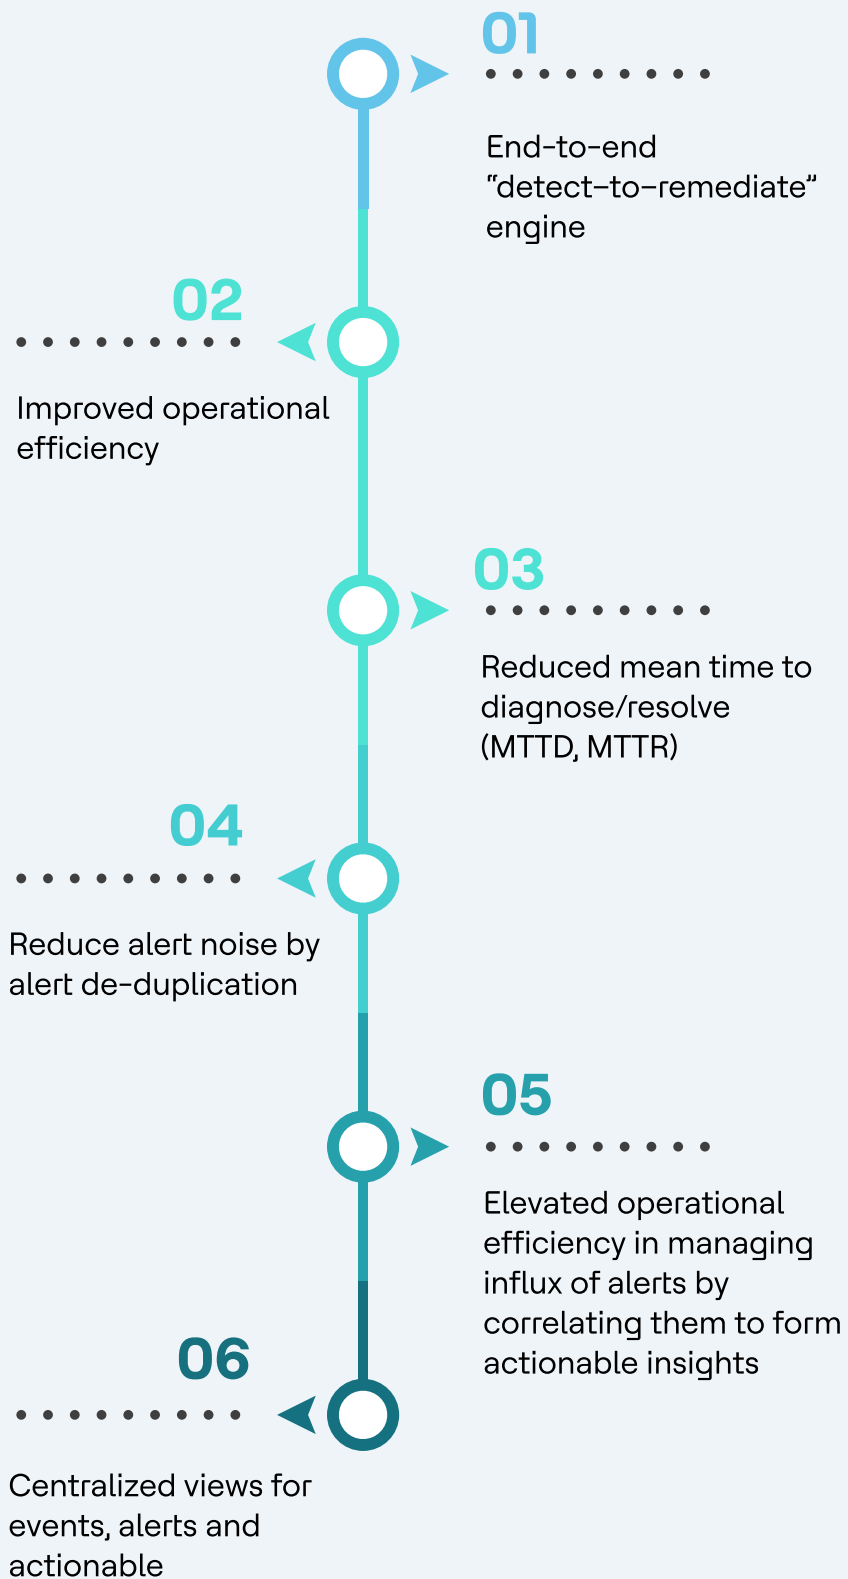 01
End-to-end
“detect-to-remediate”
engine
02
Improved operational
efficiency
03
Reduced mean time to
diagnose/resolve
(MTTD, MTTR)
04
Reduce alert noise by
alert de-duplication
05
Elevated operational
efficiency in managing
influx of alerts by
correlating them to form
actionable insights
06
Centralized views for
events, alerts and
actionable